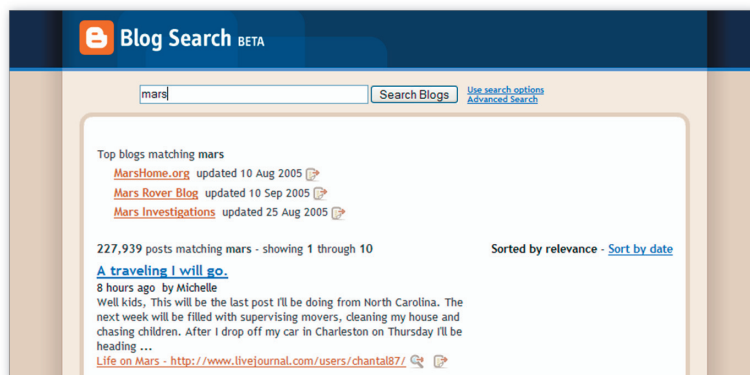 Blog Search BETA
mars
Search Blogs
Use search options
Advanced Search
Top blogs matching mars
MarsHome.org updated 10 Aug 2005
Mars Rover Blog updated 10 Sep 2005
Mars Investigations updated 25 Aug 2005
227,939 posts matching mars - showing 1 through 10
Sorted by relevance - Sort by date
A traveling I will go.
8 hours ago by Michelle
Well kids, This will be the last post I'll be doing from North Carolina. The
next week will be filled with supervising movers, cleaning my house and
chasing children. After I drop off my car in Charleston on Thursday I'll be
heading ...
Life on Mars - http://www.livejournal.com/users/chantal87/